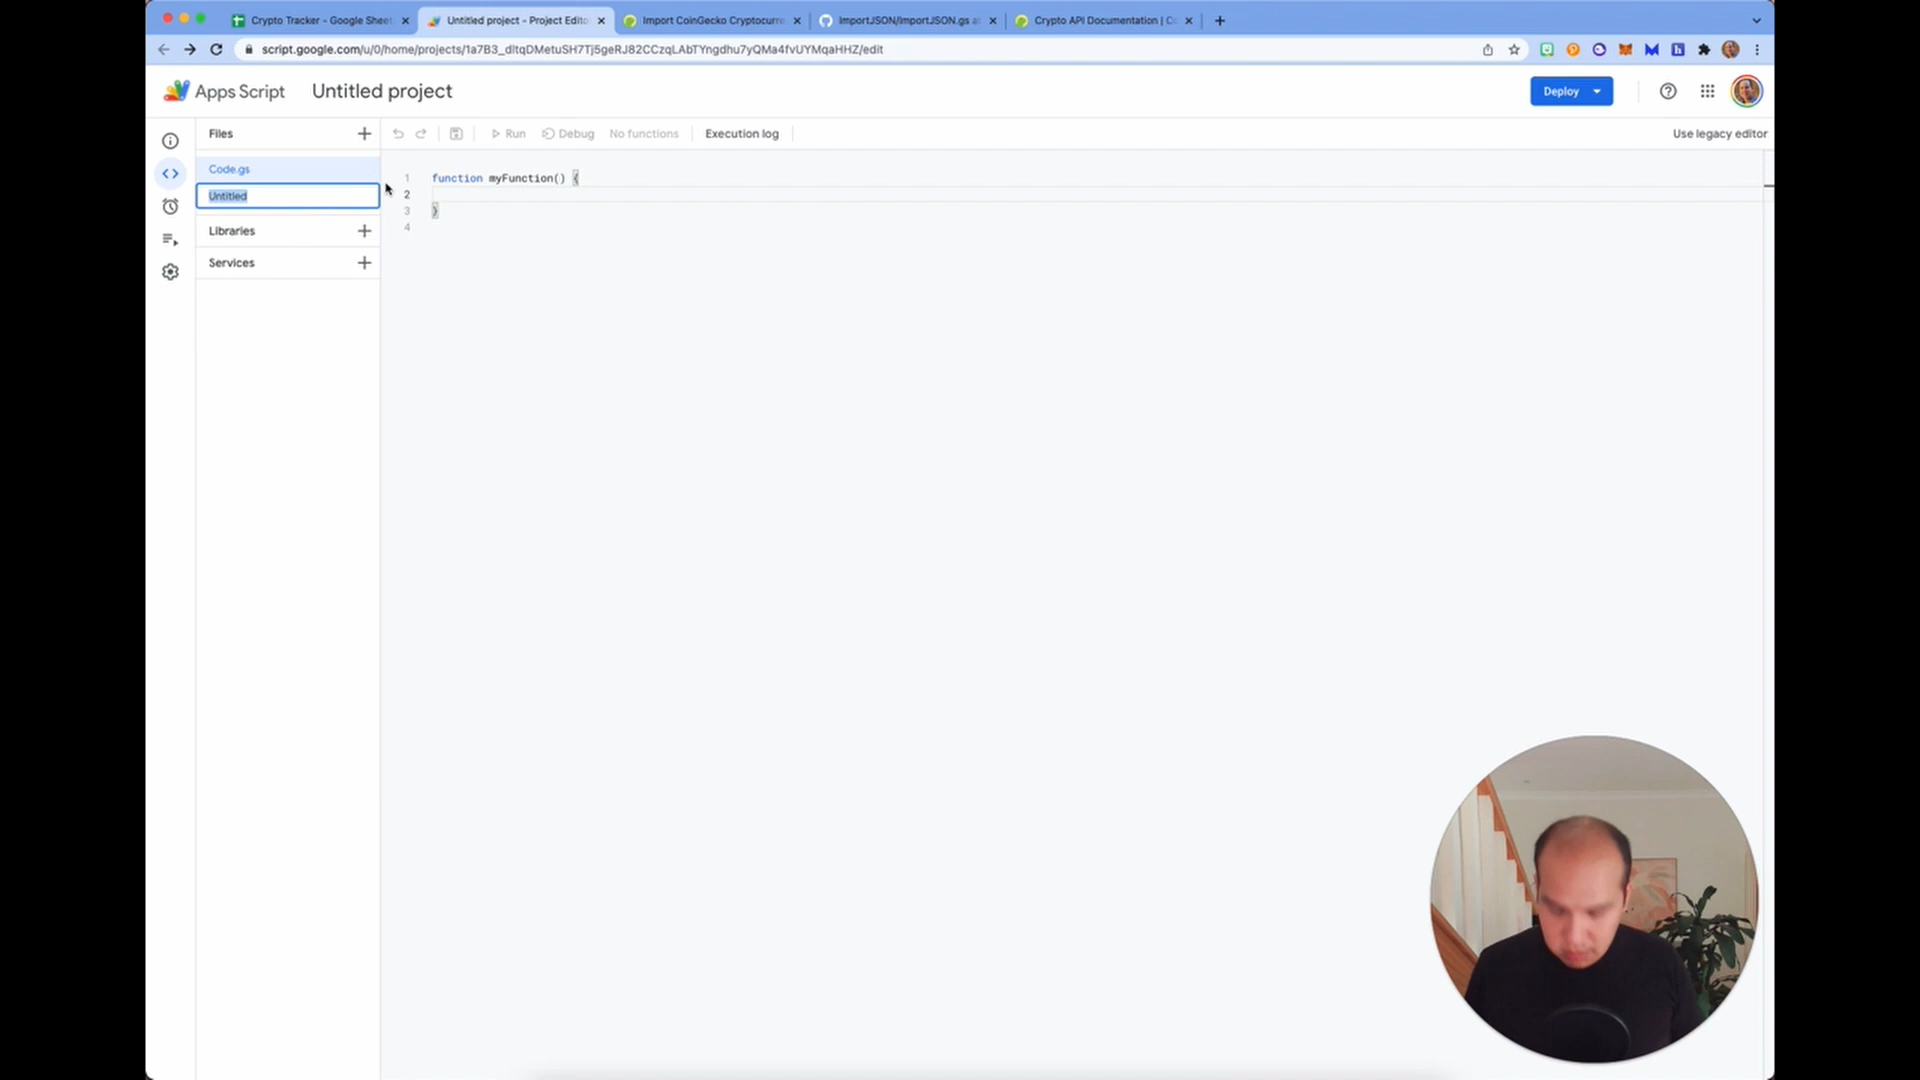 Crypto Tracker - Google Sheet
Untitled project - Project Edito
Import CoinGecko Cryptocurre
ImportJSON/ImportJSON.gs a
Crypto API Documentation | C
script.google.com/u/0/home/projects/1a7B3_dltqDMetuSH7Tj5geRJ82CCzqLAbTYngdhu7yQMa4fvUYMqaHHZ/edit
Apps Script
Untitled project
Deploy
Files
Run
Debug
No functions
Execution log
Use legacy editor
Code.gs
Untitled
Libraries
Services
1 function myFunction() {
2
3 }
4